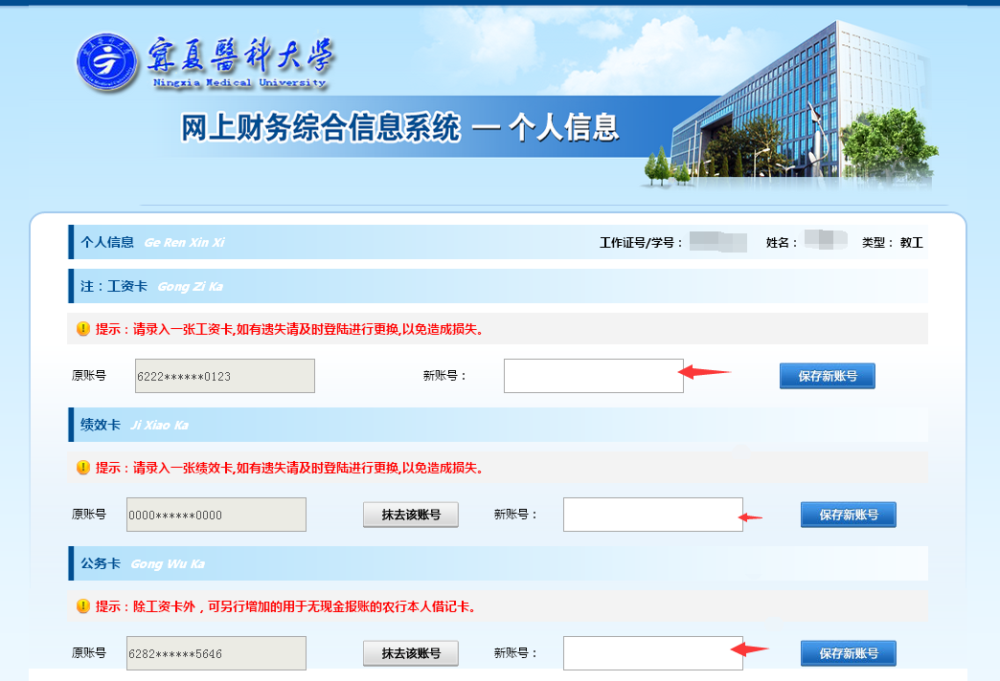 宁夏醫科大学
Ningxia Medical University
网上财务综合信息系统 — 个人信息
个人信息 Ge Ren Xin Xi 工作证号/学号： 姓名： 类型： 教工
注：工资卡 Gong Zi Ka
提示：请录入一张工资卡,如有遗失请及时登陆进行更换,以免造成损失。
原账号 6222******0123 新账号： 保存新账号
绩效卡 Ji Xiao Ka
提示：请录入一张绩效卡,如有遗失请及时登陆进行更换,以免造成损失。
原账号 0000******0000 抹去该账号 新账号： 保存新账号
公务卡 Gong Wu Ka
提示：除工资卡外，可另行增加的用于无现金报账的农行本人借记卡。
原账号 6282******5646 抹去该账号 新账号： 保存新账号